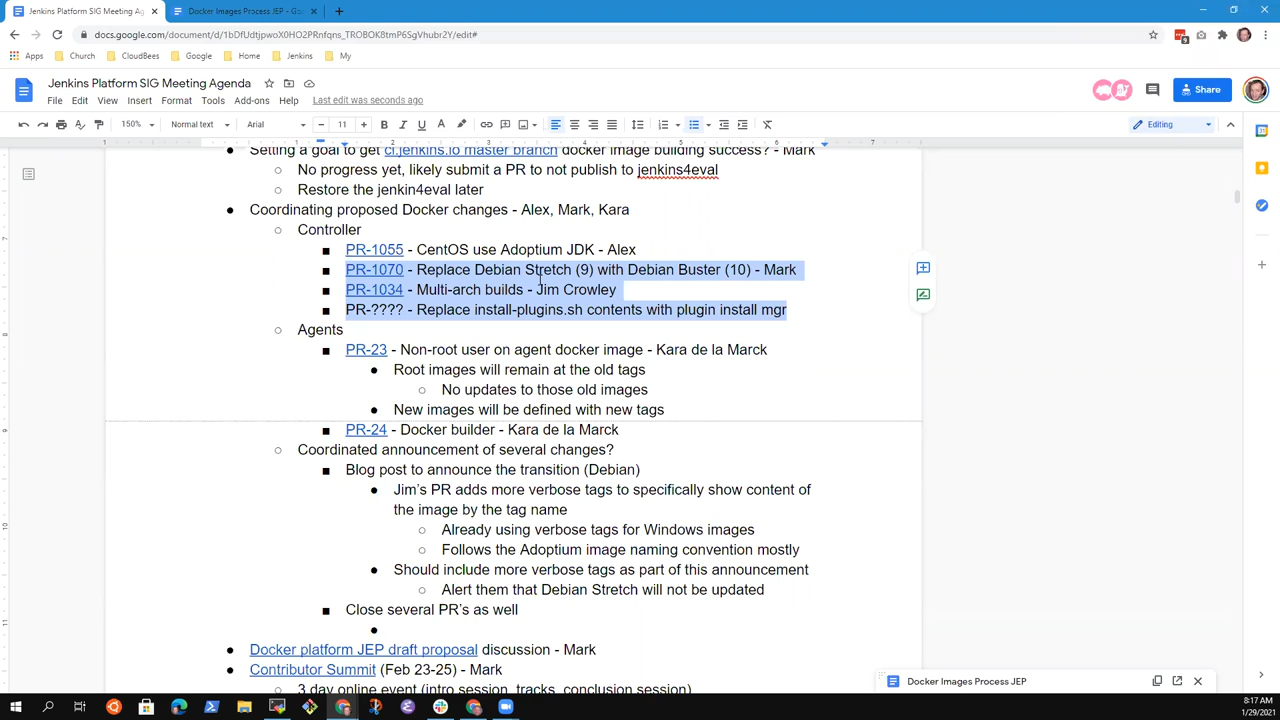 Jenkins Platform SIG Meeting Ag
Docker Images Process JEP - Goo
docs.google.com/document/d/1bDfUdtjpwoX0HO2PRnfqns_TROBOK8tmP6SgVhubr2Y/edit#
Apps
Church
CloudBees
Google
Home
Jenkins
My
Jenkins Platform SIG Meeting Agenda
File Edit View Insert Format Tools Add-ons Help Last edit was seconds ago
Share
150% Normal text Arial 11 Editing
Setting a goal to get ci.jenkins.io master branch docker image building success? - Mark
No progress yet, likely submit a PR to not publish to jenkins4eval
Restore the jenkin4eval later
Coordinating proposed Docker changes - Alex, Mark, Kara
Controller
PR-1055 - CentOS use Adoptium JDK - Alex
PR-1070 - Replace Debian Stretch (9) with Debian Buster (10) - Mark
PR-1034 - Multi-arch builds - Jim Crowley
PR-???? - Replace install-plugins.sh contents with plugin install mgr
Agents
PR-23 - Non-root user on agent docker image - Kara de la Marck
Root images will remain at the old tags
No updates to those old images
New images will be defined with new tags
PR-24 - Docker builder - Kara de la Marck
Coordinated announcement of several changes?
Blog post to announce the transition (Debian)
Jim's PR adds more verbose tags to specifically show content of
the image by the tag name
Already using verbose tags for Windows images
Follows the Adoptium image naming convention mostly
Should include more verbose tags as part of this announcement
Alert them that Debian Stretch will not be updated
Close several PR's as well
Docker platform JEP draft proposal discussion - Mark
Contributor Summit (Feb 23-25) - Mark
3 day online event (intro session, tracks, conclusion session)
Docker Images Process JEP
8:17 AM
1/29/2021